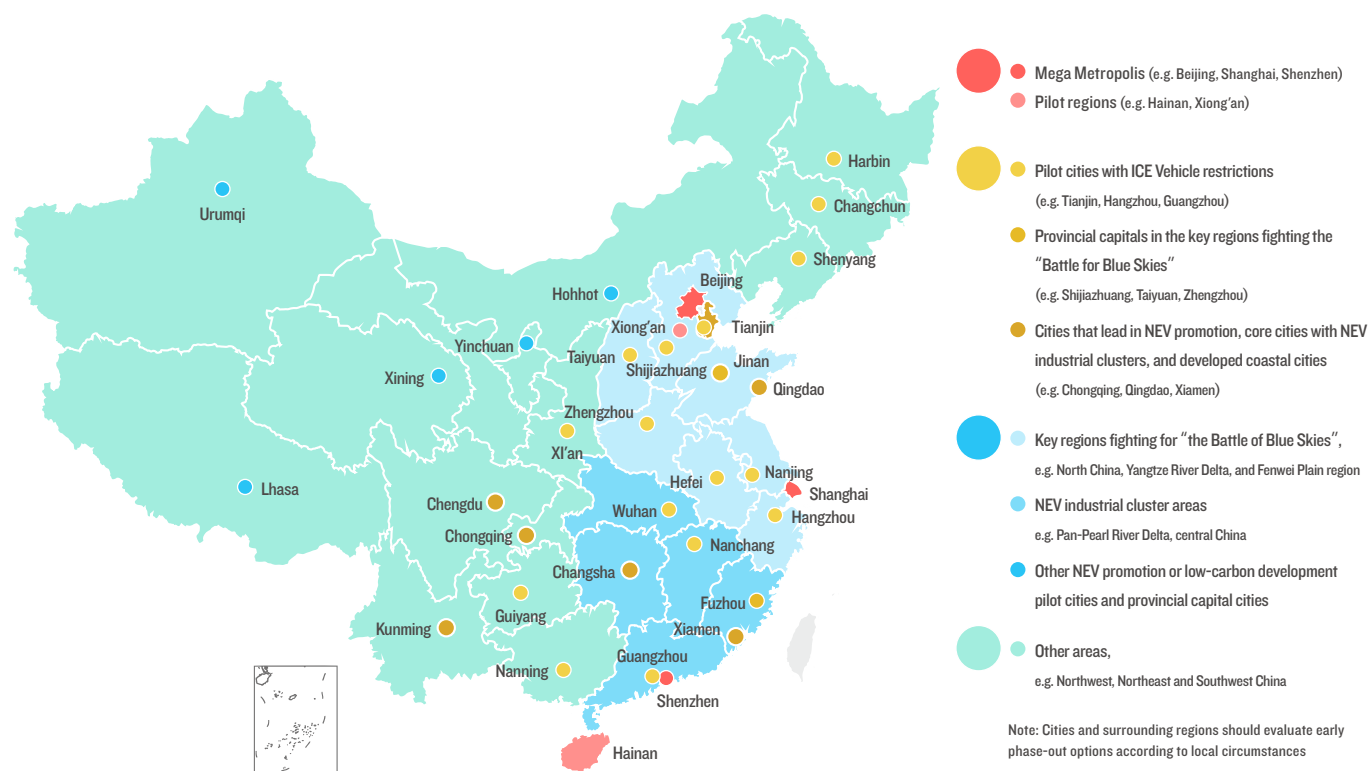 Harbin
Changchun
Urumqi
Shenyang
Beijing
Hohhot
Xiong'an
Tianjin
Yinchuan
Taiyuan
Jinan
Shijiazhuang
Xining
Qingdao
Zhengzhou
XI'an
Nanjing
Hefei
Lhasa
Shanghai
Chengdu
Wuhan
Hangzhou
Chongqing
Nanchang
Changsha
Fuzhou
Guiyang
Kunming
Xiamen
Guangzhou
Nanning
Shenzhen
Hainan
Mega Metropolis (e.g. Beijing, Shanghai, Shenzhen)
Pilot regions (e.g. Hainan, Xiong'an)
Pilot cities with ICE Vehicle restrictions
(e.g. Tianjin, Hangzhou, Guangzhou)
Provincial capitals in the key regions fighting the
"Battle for Blue Skies"
(e.g. Shijiazhuang, Taiyuan, Zhengzhou)
Cities that lead in NEV promotion, core cities with NEV
industrial clusters, and developed coastal cities
(e.g. Chongqing, Qingdao, Xiamen)
Key regions fighting for "the Battle of Blue Skies",
e.g. North China, Yangtze River Delta, and Fenwei Plain region
NEV industrial cluster areas
e.g. Pan-Pearl River Delta, central China
Other NEV promotion or low-carbon development
pilot cities and provincial capital cities
Other areas,
e.g. Northwest, Northeast and Southwest China
Note: Cities and surrounding regions should evaluate early
phase-out options according to local circumstances